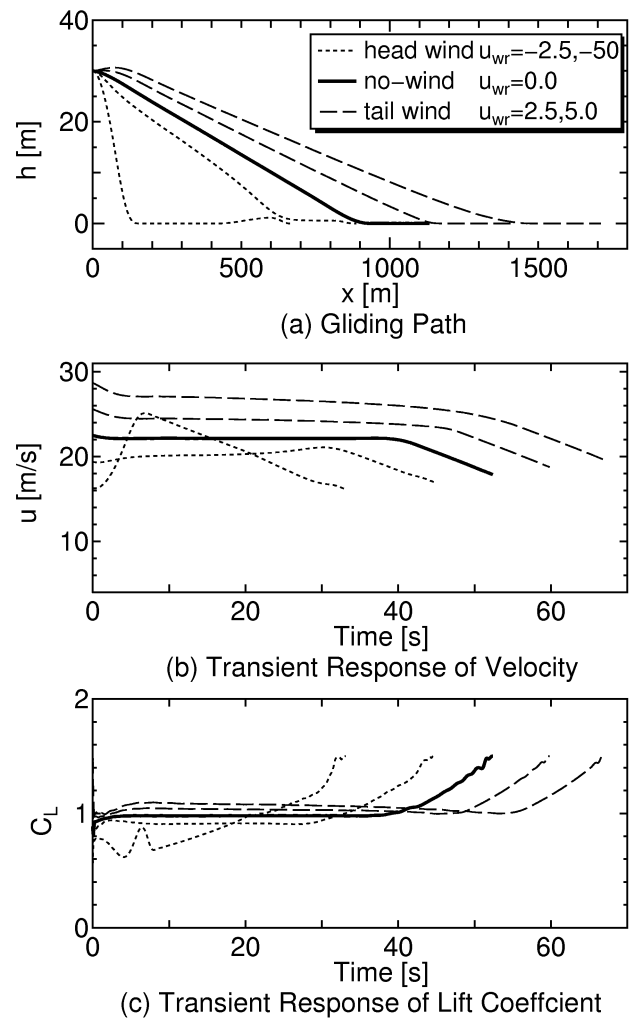 40
20
0
h [m]
head wind u_wr=−2.5,−50
no−wind u_wr=0.0
tail wind u_wr=2.5,5.0
0 500 1000 1500
x [m]
(a) Gliding Path
30
20
10
u [m/s]
0 20 40 60
Time [s]
(b) Transient Response of Velocity
2
1
0
C_L
0 20 40 60
Time [s]
(c) Transient Response of Lift Coeffcient